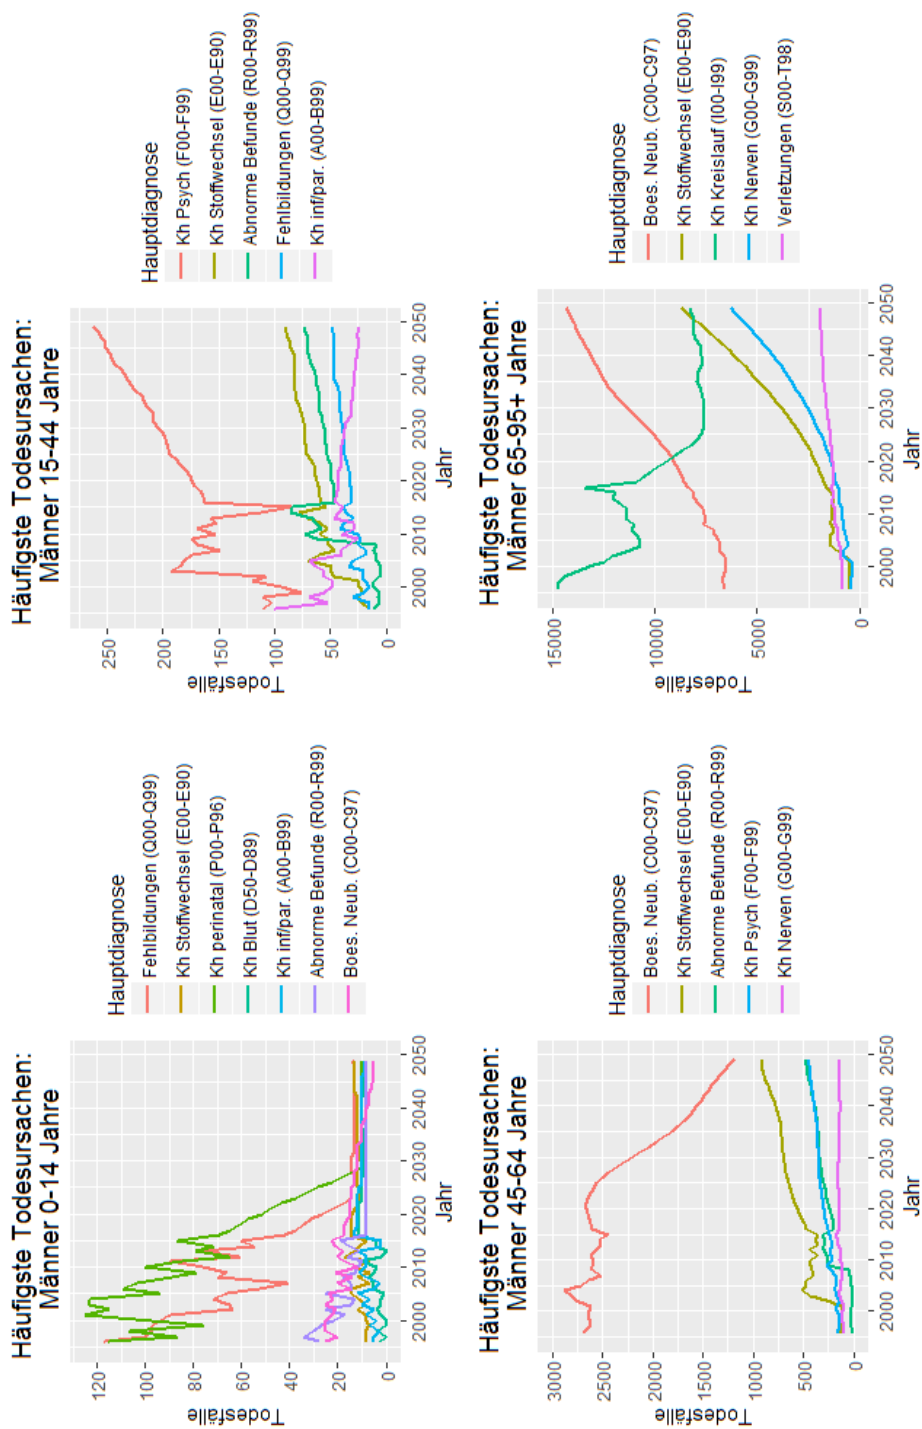 Häufigste Todesursachen:
Männer 0-14 Jahre
Todesfälle
120
100
80
60
40
20
0
2000
2010
2020
2030
2040
2050
Jahr
Hauptdiagnose
Fehlbildungen (Q00-Q99)
Kh Stoffwechsel (E00-E90)
Kh perinatal (P00-P96)
Kh Blut (D50-D89)
Kh inf/par. (A00-B99)
Abnorme Befunde (R00-R99)
Boes. Neub. (C00-C97)
Häufigste Todesursachen:
Männer 15-44 Jahre
Todesfälle
250
200
150
100
50
0
2000
2010
2020
2030
2040
2050
Jahr
Hauptdiagnose
Kh Psych (F00-F99)
Kh Stoffwechsel (E00-E90)
Abnorme Befunde (R00-R99)
Fehlbildungen (Q00-Q99)
Kh inf/par. (A00-B99)
Häufigste Todesursachen:
Männer 45-64 Jahre
Todesfälle
3000
2500
2000
1500
1000
500
0
2000
2010
2020
2030
2040
2050
Jahr
Hauptdiagnose
Boes. Neub. (C00-C97)
Kh Stoffwechsel (E00-E90)
Abnorme Befunde (R00-R99)
Kh Psych (F00-F99)
Kh Nerven (G00-G99)
Häufigste Todesursachen:
Männer 65-95+ Jahre
Todesfälle
15000
10000
5000
0
2000
2010
2020
2030
2040
2050
Jahr
Hauptdiagnose
Boes. Neub. (C00-C97)
Kh Stoffwechsel (E00-E90)
Kh Kreislauf (I00-I99)
Kh Nerven (G00-G99)
Verletzungen (S00-T98)